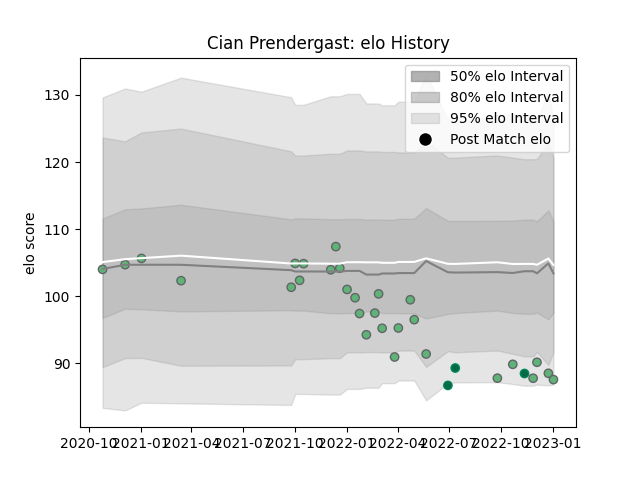 Cian Prendergast: elo History
50% elo Interval
80% elo Interval
95% elo Interval
Post Match elo
elo score
130
120
110
100
90
2020-10 2021-01 2021-04 2021-07 2021-10 2022-01 2022-04 2022-07 2022-10 2023-01